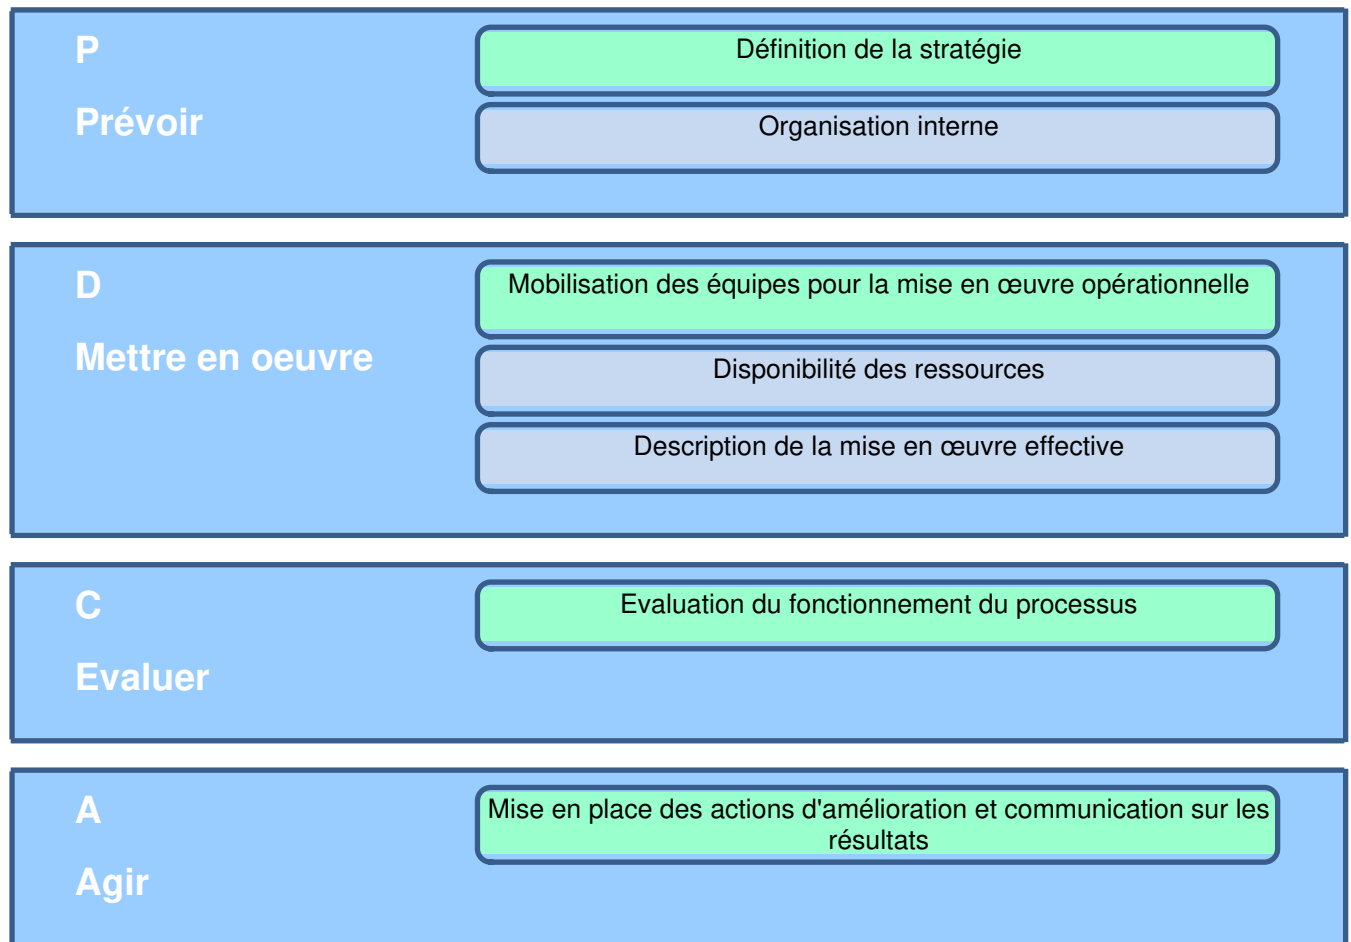 P
Définition de la stratégie
Prévoir
Organisation interne
D
Mobilisation des équipes pour la mise en œuvre opérationnelle
Mettre en oeuvre
Disponibilité des ressources
Description de la mise en œuvre effective
C
Evaluation du fonctionnement du processus
Evaluer
A
Mise en place des actions d'amélioration et communication sur les
résultats
Agir